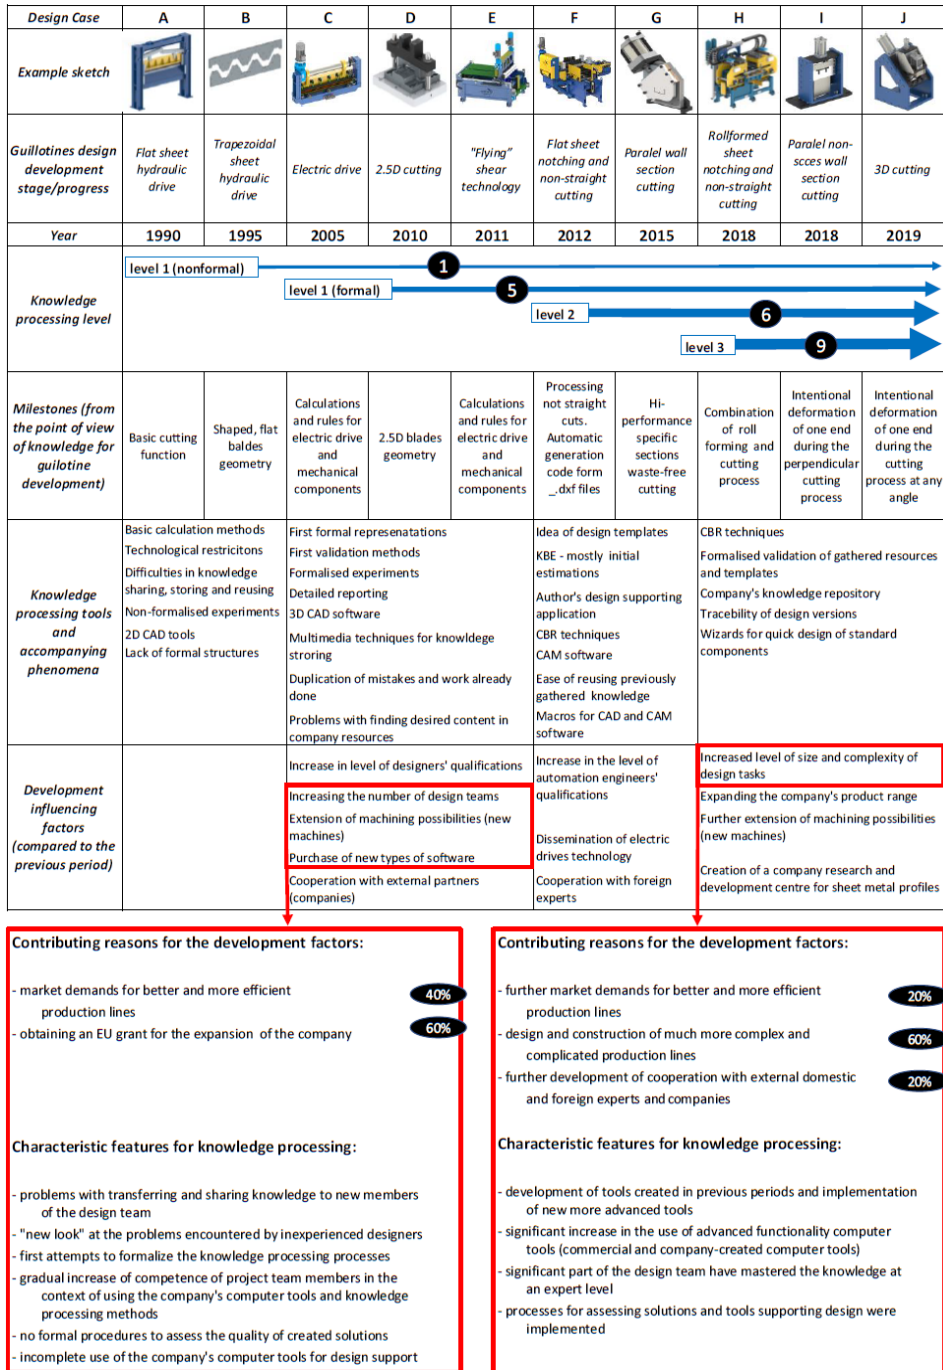 Design Case A B C D E F G H I J
Example sketch
Guillotines design
development
stage/progress
Flat sheet
hydraulic
drive
Trapezoidal
sheet
hydraulic
drive
Electric drive
2.5D cutting
"Flying"
shear
technology
Flat sheet
notching and
non-straight
cutting
Paralel wall
section
cutting
Rollformed
sheet
notching and
non-straight
cutting
Paralel non-
scces wall
section
cutting
3D cutting
Year 1990 1995 2005 2010 2011 2012 2015 2018 2018 2019
Knowledge
processing level
level 1 (nonformal) 1
level 1 (formal) 5
level 2 6
level 3 9
Milestones (from
the point of view
of knowledge for
guilotine
development)
Basic cutting
function
Shaped, flat
baldes
geometry
Calculations
and rules for
electric drive
and
mechanical
components
2.5D blades
geometry
Calculations
and rules for
electric drive
and
mechanical
components
Processing
not straight
cuts.
Automatic
generation
code form
_.dxf files
Hi-
performance
specific
sections
waste-free
cutting
Combination
of roll
forming and
cutting
process
Intentional
deformation
of one end
during the
perpendicular
cutting
process
Intentional
deformation
of one end
during the
cutting
process at any
angle
Knowledge
processing tools
and
accompanying
phenomena
Basic calculation methods
Technological restricitons
Difficulties in knowledge
sharing, storing and reusing
Non-formalised experiments
2D CAD tools
Lack of formal structures
First formal represenatations
First validation methods
Formalised experiments
Detailed reporting
3D CAD software
Multimedia techniques for knowldege
stroring
Duplication of mistakes and work already
done
Problems with finding desired content in
company resources
Idea of design templates
KBE - mostly initial
estimations
Author's design supporting
application
CBR techniques
CAM software
Ease of reusing previously
gathered knowledge
Macros for CAD and CAM
software
CBR techniques
Formalised validation of gathered resources
and templates
Company's knowledge repository
Tracebility of design versions
Wizards for quick design of standard
components
Development
influencing
factors
(compared to the
previous period)
Increase in level of designers' qualifications
Increasing the number of design teams
Extension of machining possibilities (new
machines)
Purchase of new types of software
Cooperation with external partners
(companies)
Increase in the level of
automation engineers'
qualifications
Dissemination of electric
drives technology
Cooperation with foreign
experts
Increased level of size and complexity of
design tasks
Expanding the company's product range
Further extension of machining possibilities
(new machines)
Creation of a company research and
development centre for sheet metal profiles
Contributing reasons for the development factors:
- market demands for better and more efficient
production lines
40%
- obtaining an EU grant for the expansion of the company
60%
Characteristic features for knowledge processing:
- problems with transferring and sharing knowledge to new members
of the design team
- "new look" at the problems encountered by inexperienced designers
- first attempts to formalize the knowledge processing processes
- gradual increase of competence of project team members in the
context of using the company's computer tools and knowledge
processing methods
- no formal procedures to assess the quality of created solutions
- incomplete use of the company's computer tools for design support
Contributing reasons for the development factors:
- further market demands for better and more efficient
production lines
20%
- design and construction of much more complex and
complicated production lines
60%
- further development of cooperation with external domestic
and foreign experts and companies
20%
Characteristic features for knowledge processing:
- development of tools created in previous periods and implementation
of new more advanced tools
- significant increase in the use of advanced functionality computer
tools (commercial and company-created computer tools)
- significant part of the design team have mastered the knowledge at
an expert level
- processes for assessing solutions and tools supporting design were
implemented